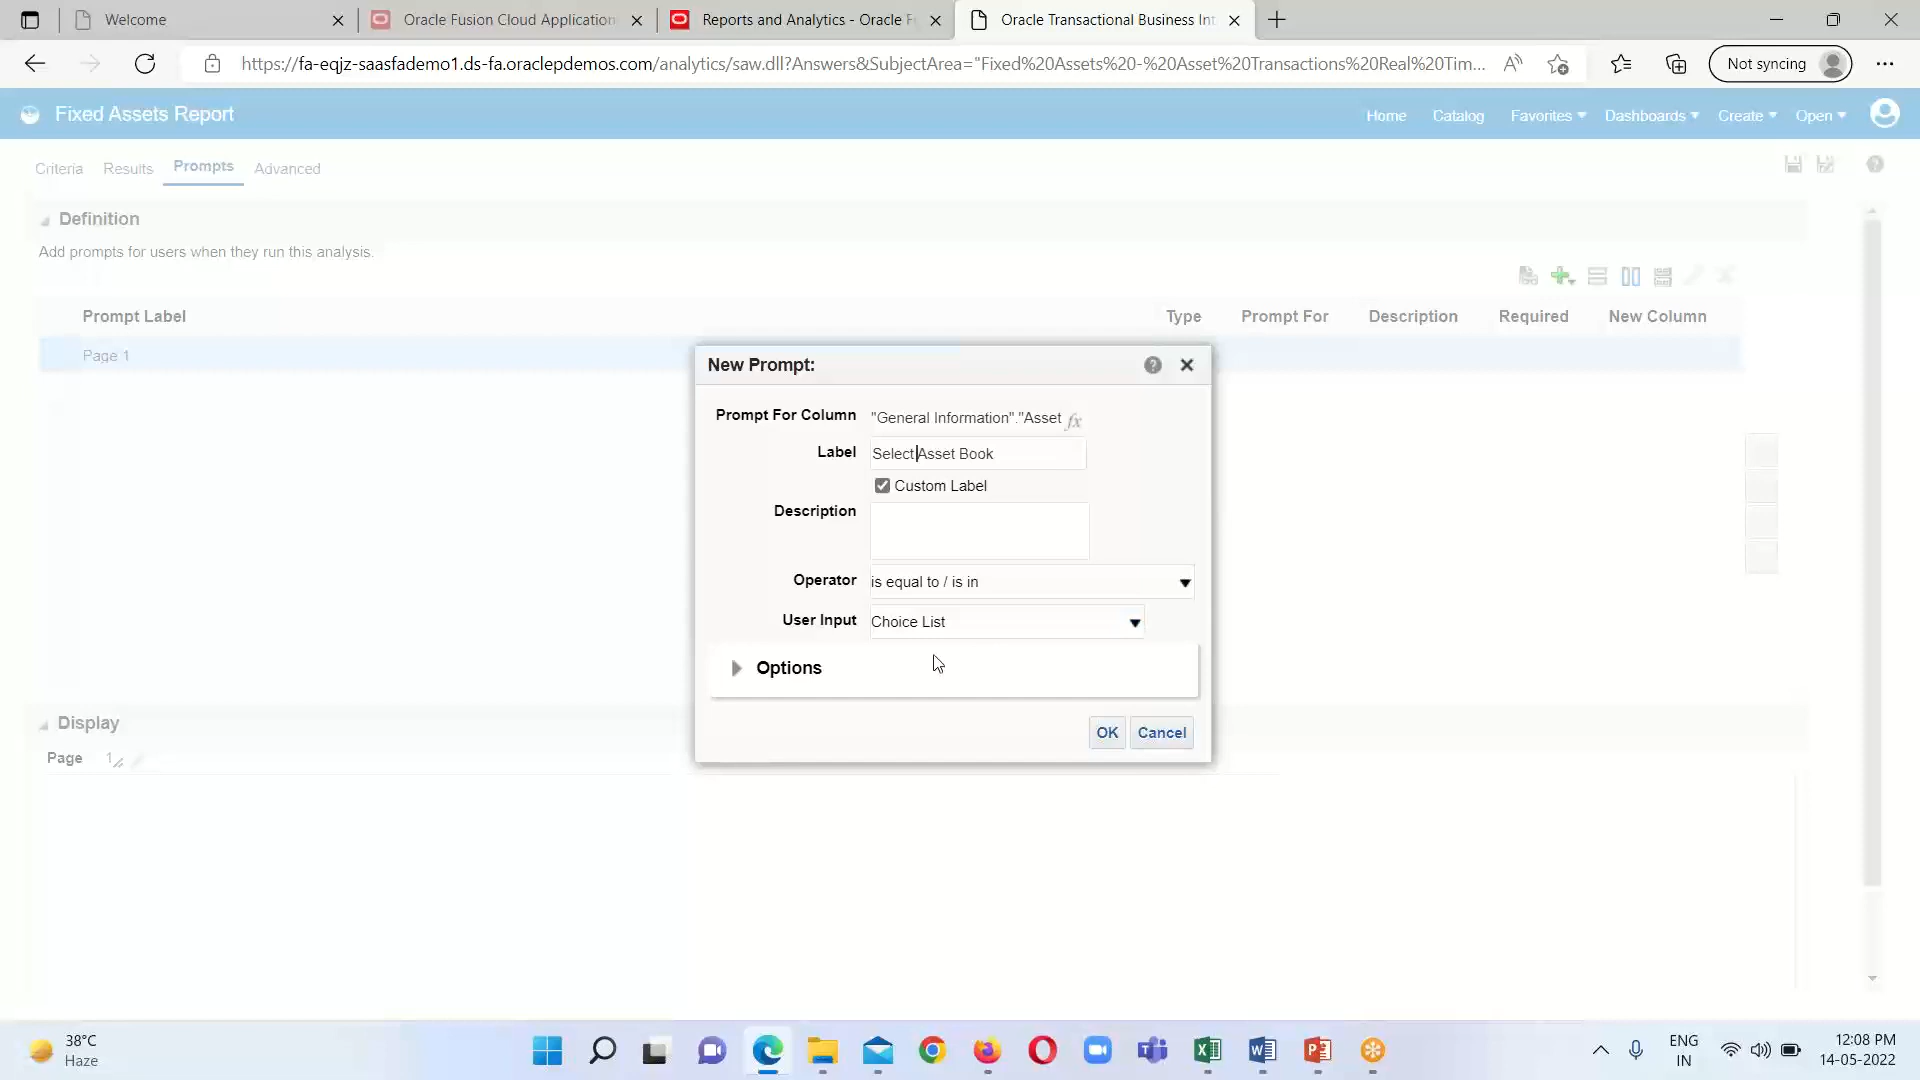 Welcome
Oracle Fusion Cloud Application
Reports and Analytics - Oracle F
Oracle Transactional Business Int
https://fa-eqjz-saasfademo1.ds-fa.oraclepdemos.com/analytics/saw.dll?Answers&SubjectArea="Fixed%20Assets%20-%20Asset%20Transactions%20Real%20Tim...
Not syncing
Fixed Assets Report
Home
Catalog
Favorites
Dashboards
Create
Open
Criteria
Results
Prompts
Advanced
Definition
Add prompts for users when they run this analysis.
Prompt Label
Type
Prompt For
Description
Required
New Column
Page 1
New Prompt:
Prompt For Column
"General Information"."Asset
fx
Label
Select Asset Book
Custom Label
Description
Operator
is equal to / is in
User Input
Choice List
Options
OK
Cancel
Display
Page
1
38°C
Haze
ENG
IN
12:08 PM
14-05-2022